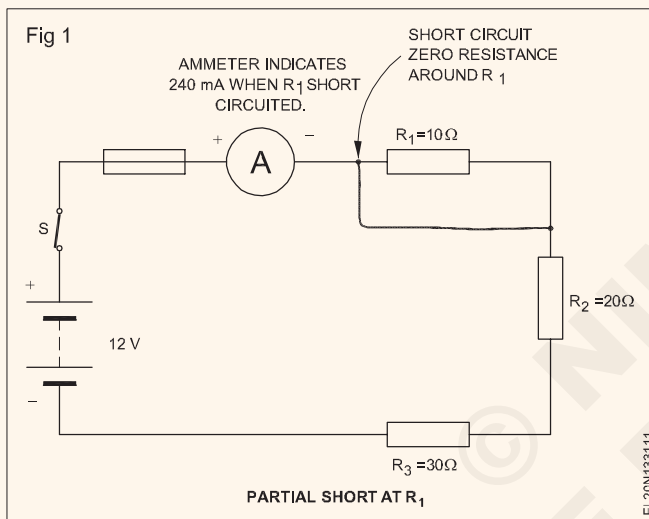 Fig 1
SHORT CIRCUIT
ZERO RESISTANCE
AROUND R1
AMMETER INDICATES
240 mA WHEN R1 SHORT
CIRCUITED.
+
−
A
R1=10Ω
S
+
12 V
−
R2 =20Ω
R3=30Ω
PARTIAL SHORT AT R1
EL20N133111